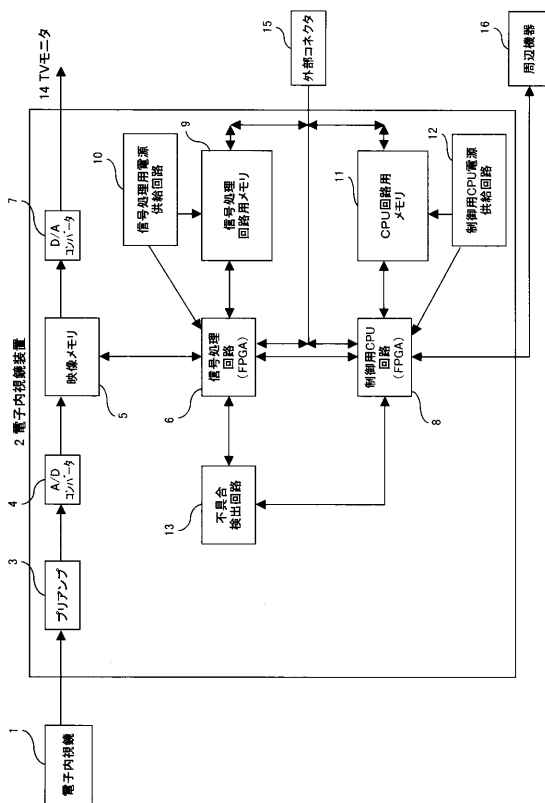 2 電子内視鏡装置
1
電子内視鏡
3
プリアンプ
4
A/D
コンバータ
5
映像メモリ
7
D/A
コンバータ
14 TVモニタ
13
不具合
検出回路
6
信号処理
回路
(FPGA)
9
信号処理
回路用メモリ
10
信号処理用電源
供給回路
8
制御用CPU
回路
(FPGA)
11
CPU回路用
メモリ
12
制御用CPU電源
供給回路
15
外部コネクタ
16
周辺機器